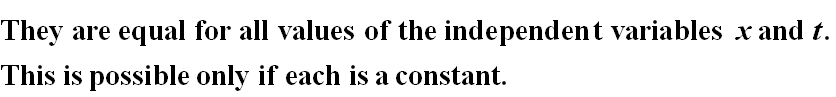 They are equal for all values of the independent variables x and t.
This is possible only if each is a constant.